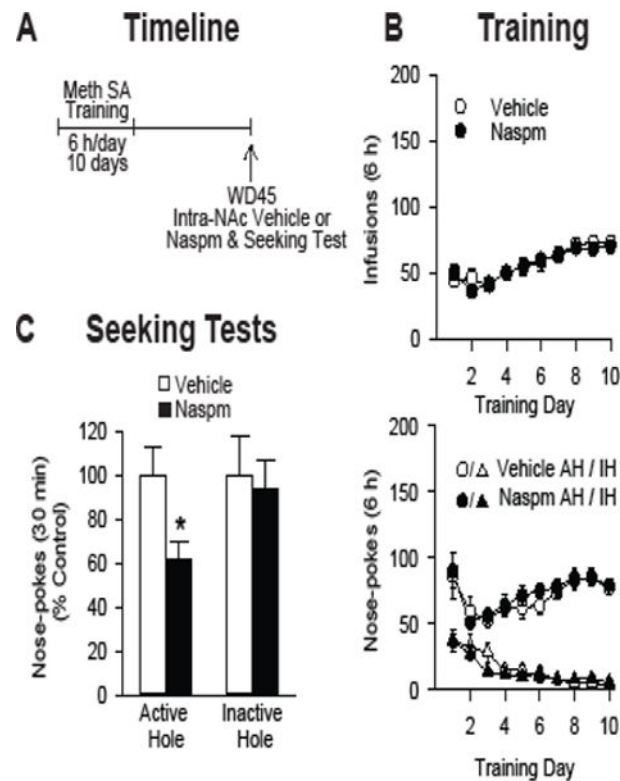 A Timeline
Meth SA
Training
6 h/day
10 days
WD45
Intra-NAc Vehicle or
Naspm & Seeking Test
B Training
200
150
100
50
0
Infusions (6 h)
Vehicle
Naspm
2 4 6 8 10
Training Day
200
150
100
50
0
Nose-pokes (6 h)
Vehicle AH / IH
Naspm AH / IH
2 4 6 8 10
Training Day
C Seeking Tests
Vehicle
Naspm
120
100
80
60
40
20
0
Nose-pokes (30 min)
(% Control)
*
Active
Hole
Inactive
Hole